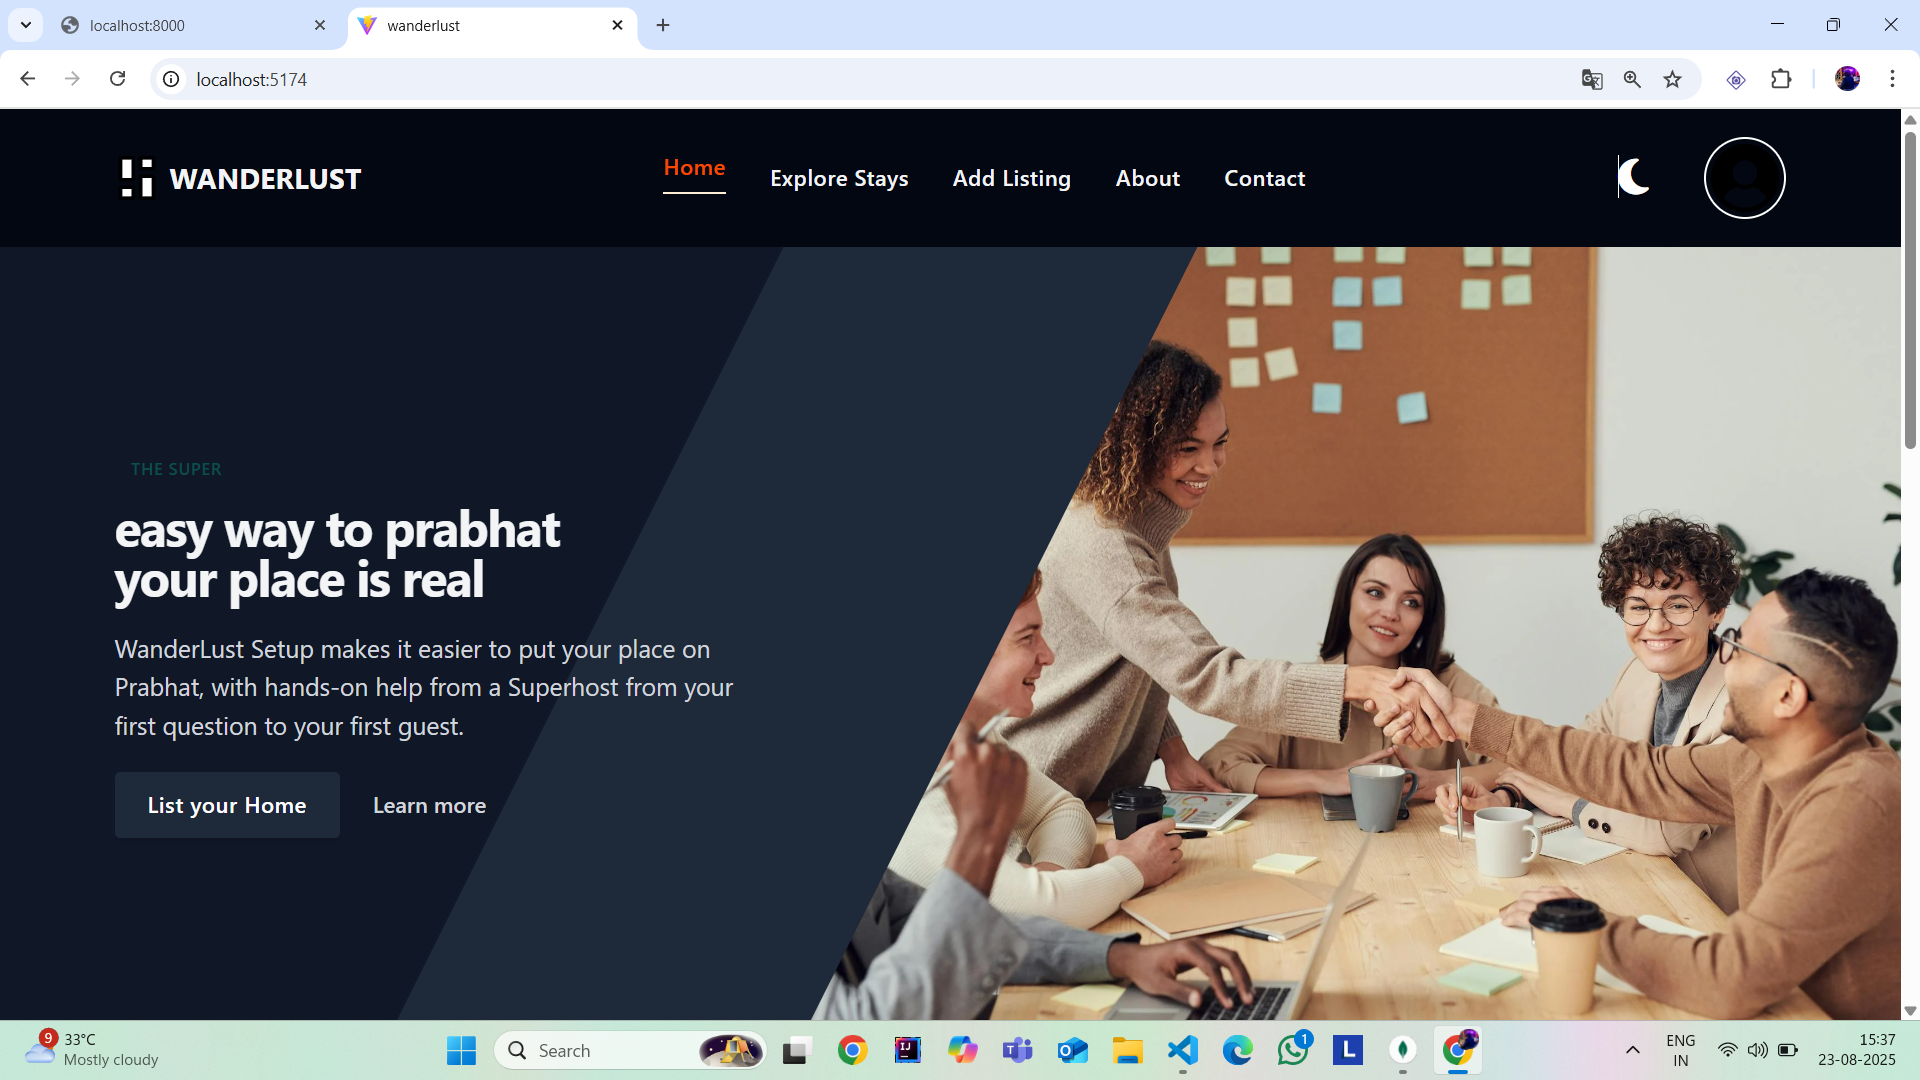 localhost:8000
wanderlust
localhost:5174
WANDERLUST
Home
Explore Stays
Add Listing
About
Contact
THE SUPER
easy way to prabhat
your place is real
WanderLust Setup makes it easier to put your place on
Prabhat, with hands-on help from a Superhost from your
first question to your first guest.
List your Home
Learn more
9
33°C
Mostly cloudy
Search
1
L
ENG
IN
15:37
23-08-2025